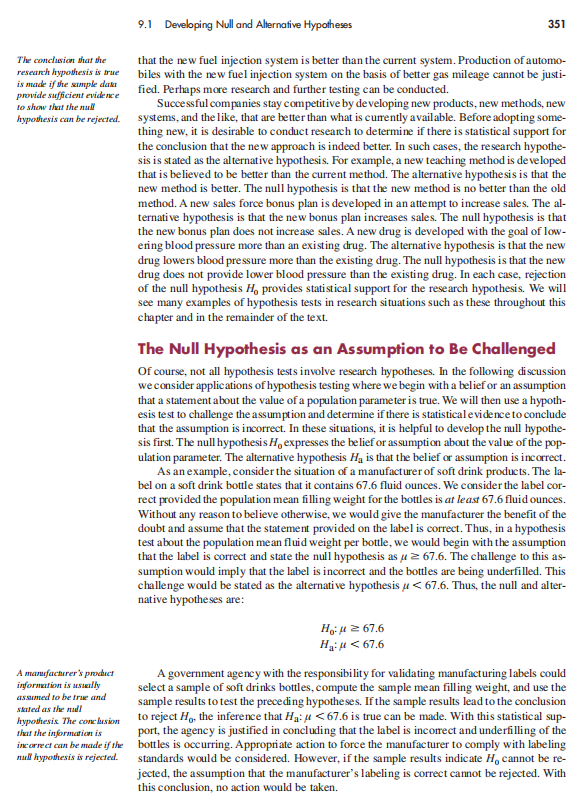 9.1 Developing Null and Alternative Hypotheses 351
The conclusion that the
research hypothesis is true
is made if the sample data
provide sufficient evidence
to show that the null
hypothesis can be rejected.
that the new fuel injection system is better than the current system. Production of automo-
biles with the new fuel injection system on the basis of better gas mileage cannot be justi-
fied. Perhaps more research and further testing can be conducted.
Successful companies stay competitive by developing new products, new methods, new
systems, and the like, that are better than what is currently available. Before adopting some-
thing new, it is desirable to conduct research to determine if there is statistical support for
the conclusion that the new approach is indeed better. In such cases, the research hypothe-
sis is stated as the alternative hypothesis. For example, a new teaching method is developed
that is believed to be better than the current method. The alternative hypothesis is that the
new method is better. The null hypothesis is that the new method is no better than the old
method. A new sales force bonus plan is developed in an attempt to increase sales. The al-
ternative hypothesis is that the new bonus plan increases sales. The null hypothesis is that
the new bonus plan does not increase sales. A new drug is developed with the goal of low-
ering blood pressure more than an existing drug. The alternative hypothesis is that the new
drug lowers blood pressure more than the existing drug. The null hypothesis is that the new
drug does not provide lower blood pressure than the existing drug. In each case, rejection
of the null hypothesis H₀ provides statistical support for the research hypothesis. We will
see many examples of hypothesis tests in research situations such as these throughout this
chapter and in the remainder of the text.
The Null Hypothesis as an Assumption to Be Challenged
Of course, not all hypothesis tests involve research hypotheses. In the following discussion
we consider applications of hypothesis testing where we begin with a belief or an assumption
that a statement about the value of a population parameter is true. We will then use a hypoth-
esis test to challenge the assumption and determine if there is statistical evidence to conclude
that the assumption is incorrect. In these situations, it is helpful to develop the null hypothe-
sis first. The null hypothesis H₀ expresses the belief or assumption about the value of the pop-
ulation parameter. The alternative hypothesis Hₐ is that the belief or assumption is incorrect.
As an example, consider the situation of a manufacturer of soft drink products. The la-
bel on a soft drink bottle states that it contains 67.6 fluid ounces. We consider the label cor-
rect provided the population mean filling weight for the bottles is at least 67.6 fluid ounces.
Without any reason to believe otherwise, we would give the manufacturer the benefit of the
doubt and assume that the statement provided on the label is correct. Thus, in a hypothesis
test about the population mean fluid weight per bottle, we would begin with the assumption
that the label is correct and state the null hypothesis as μ ≥ 67.6. The challenge to this as-
sumption would imply that the label is incorrect and the bottles are being underfilled. This
challenge would be stated as the alternative hypothesis μ < 67.6. Thus, the null and alter-
native hypotheses are:
H₀: μ ≥ 67.6
Hₐ: μ < 67.6
A manufacturer's product
information is usually
assumed to be true and
stated as the null
hypothesis. The conclusion
that the information is
incorrect can be made if the
null hypothesis is rejected.
A government agency with the responsibility for validating manufacturing labels could
select a sample of soft drinks bottles, compute the sample mean filling weight, and use the
sample results to test the preceding hypotheses. If the sample results lead to the conclusion
to reject H₀, the inference that Hₐ: μ < 67.6 is true can be made. With this statistical sup-
port, the agency is justified in concluding that the label is incorrect and underfilling of the
bottles is occurring. Appropriate action to force the manufacturer to comply with labeling
standards would be considered. However, if the sample results indicate H₀ cannot be re-
jected, the assumption that the manufacturer's labeling is correct cannot be rejected. With
this conclusion, no action would be taken.